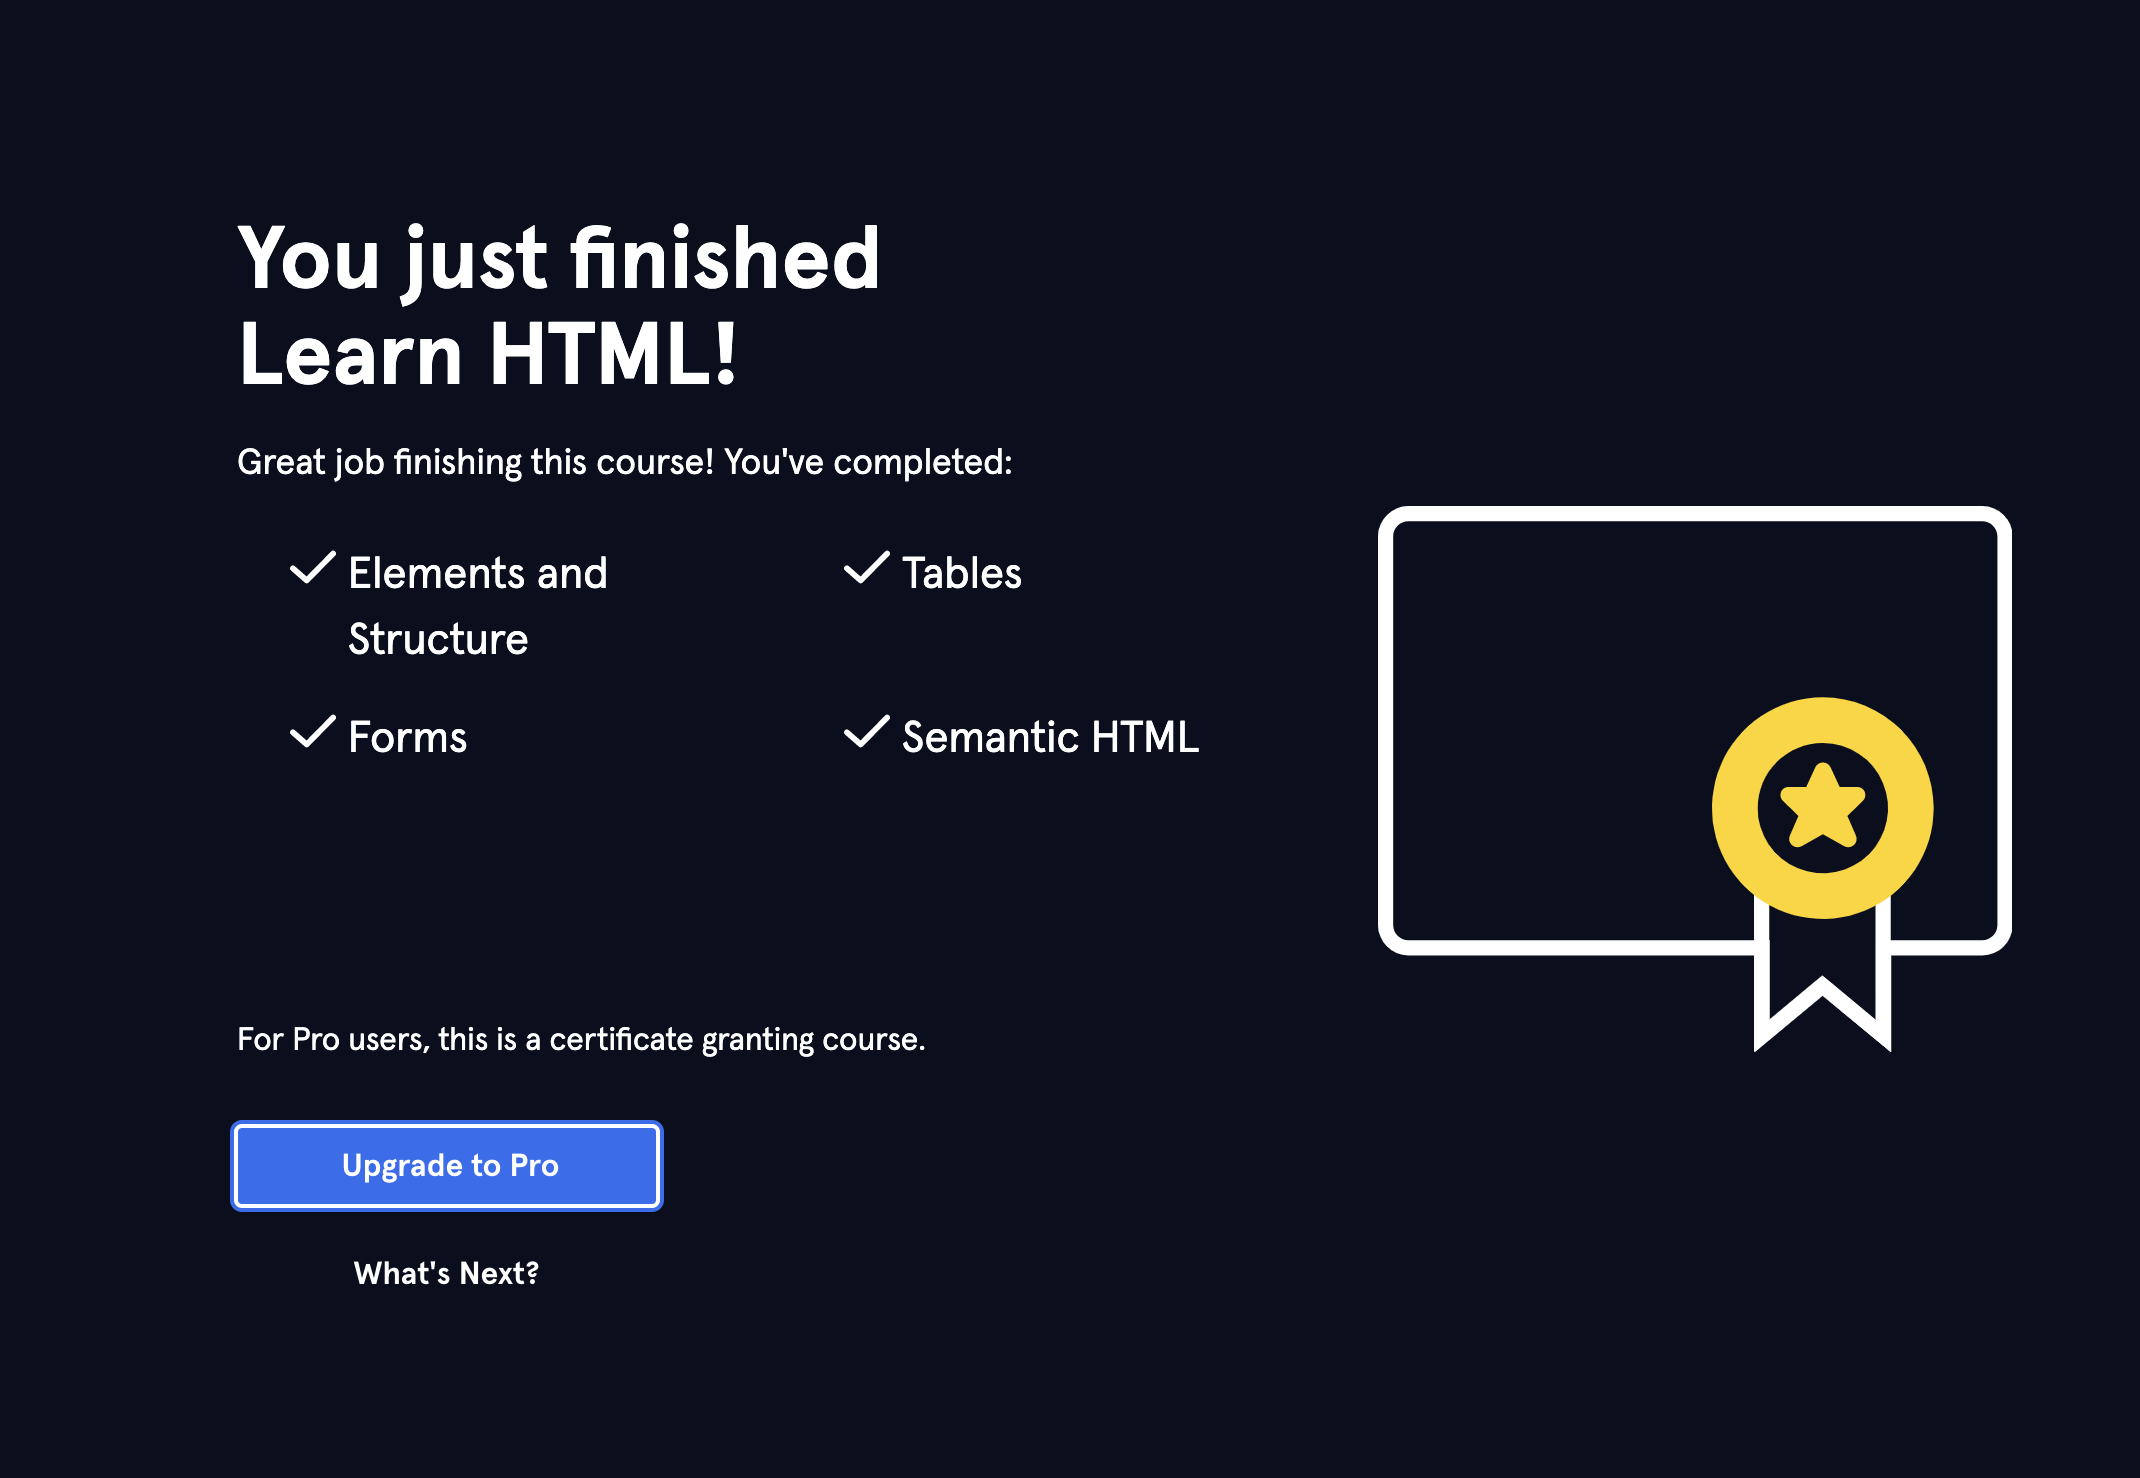 You just finished
Learn HTML!
Great job finishing this course! You've completed:
Elements and
Structure
Tables
Forms
Semantic HTML
For Pro users, this is a certificate granting course.
Upgrade to Pro
What's Next?